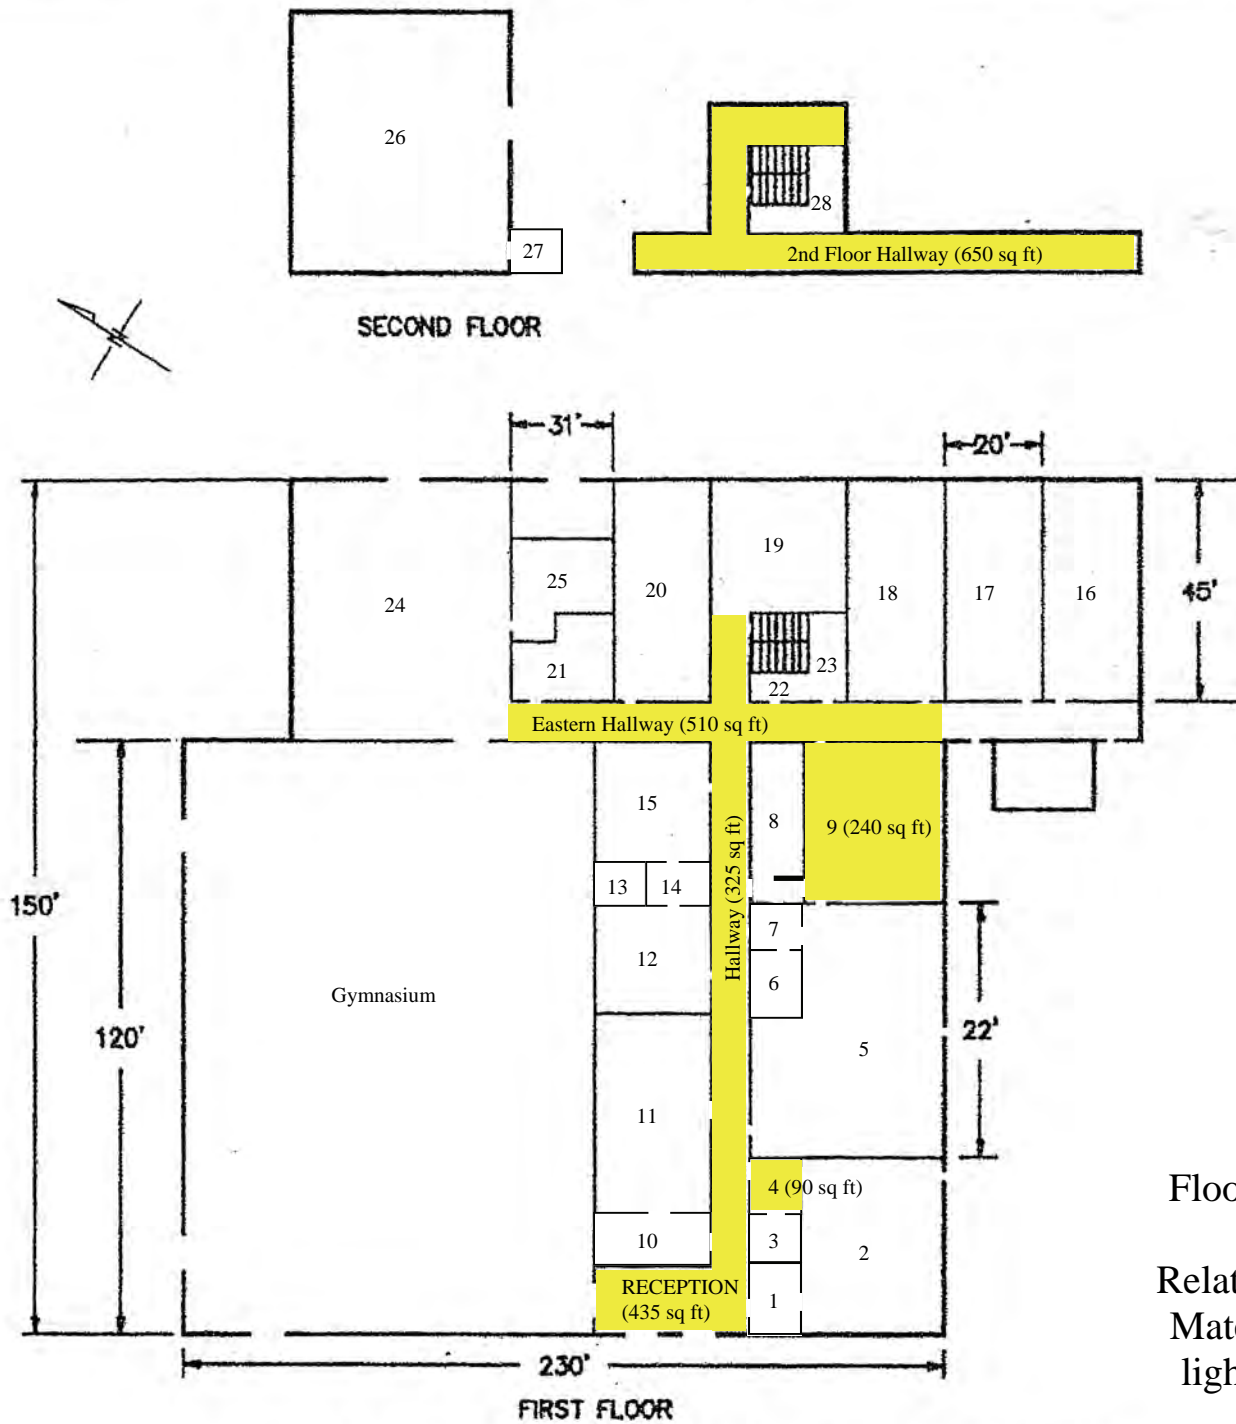 26
27
28
2nd Floor Hallway (650 sq ft)
SECOND FLOOR
N
31'
20'
45'
19
25
20
18
17
16
24
23
21
22
Eastern Hallway (510 sq ft)
15
8
9 (240 sq ft)
13
14
Hallway (325 sq ft)
150'
7
12
6
Gymnasium
120'
22'
5
11
4 (90 sq ft)
Floo
10
3
2
Relat
RECEPTION
(435 sq ft)
1
Mate
ligh
230'
FIRST FLOOR